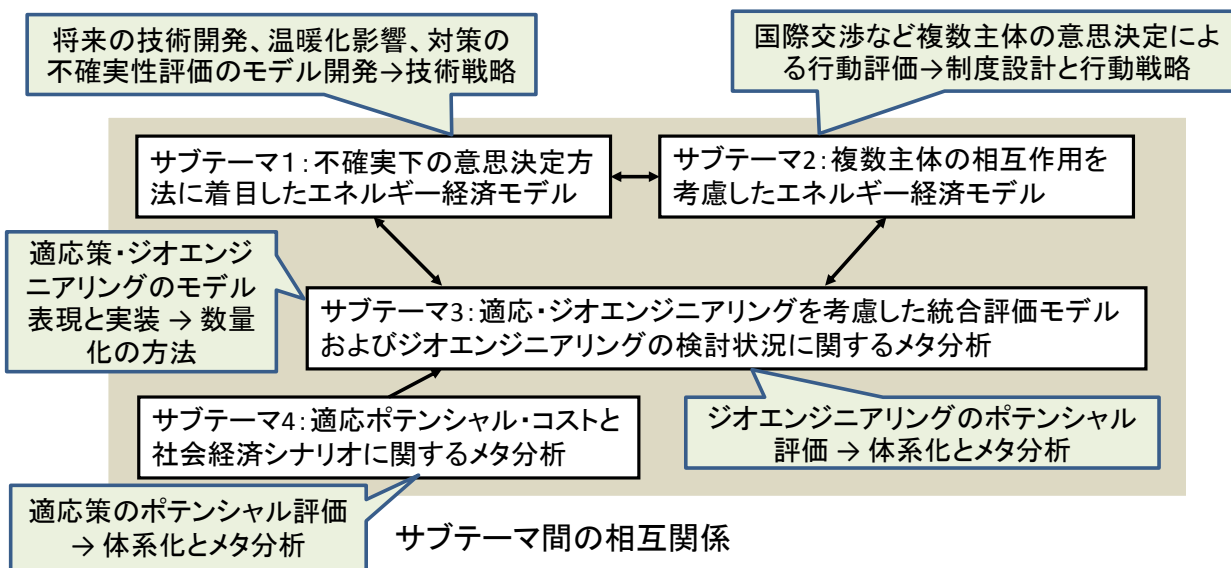 将来の技術開発、温暖化影響、対策の
不確実性評価のモデル開発→技術戦略
国際交渉など複数主体の意思決定によ
る行動評価→制度設計と行動戦略
サブテーマ1:不確実下の意思決定方
法に着目したエネルギー経済モデル
サブテーマ2:複数主体の相互作用を
考慮したエネルギー経済モデル
適応策・ジオエンジ
ニアリングのモデル
表現と実装 → 数量
化の方法
サブテーマ3:適応・ジオエンジニアリングを考慮した統合評価モデル
およびジオエンジニアリングの検討状況に関するメタ分析
サブテーマ4:適応ポテンシャル・コストと
社会経済シナリオに関するメタ分析
ジオエンジニアリングのポテンシャル
評価 → 体系化とメタ分析
適応策のポテンシャル評価
→ 体系化とメタ分析
サブテーマ間の相互関係